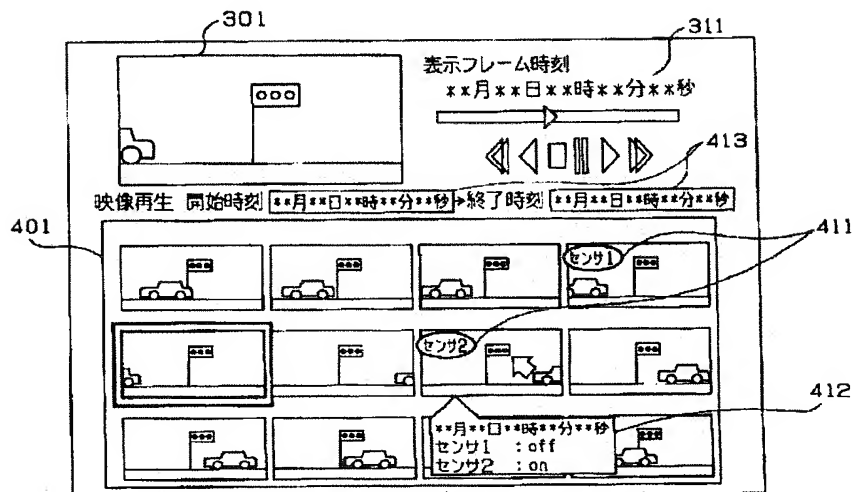 301
311
表示フレーム時刻
**月**日**時**分**秒
413
映像再生 開始時刻 **月**日**時**分**秒→終了時刻 **月**日**時**分**秒
401
411
センサ1
センサ2
412
**月**日**時**分**秒
センサ1 :off
センサ2 :on